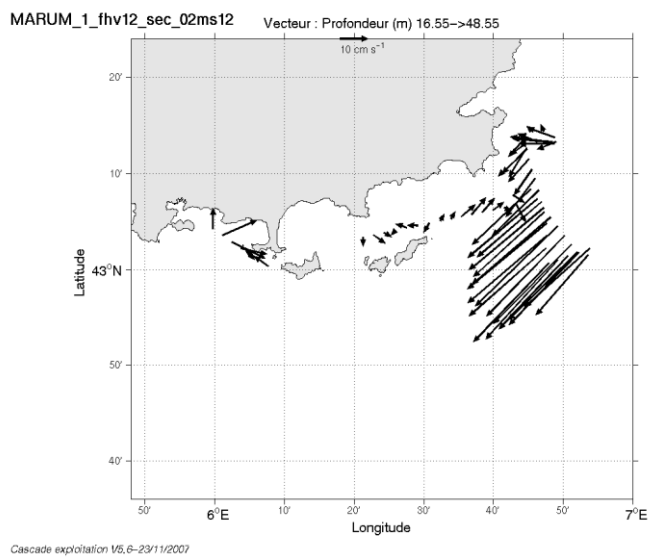 MARUM_1_fhv12_sec_02ms12
Vecteur : Profondeur (m) 16.55->48.55
10 cm s⁻¹
20'
10'
43°N
50'
40'
Latitude
50'
6°E
10'
20'
30'
40'
50'
7°E
Longitude
Cascade exploitation V5,6-23/11/2007